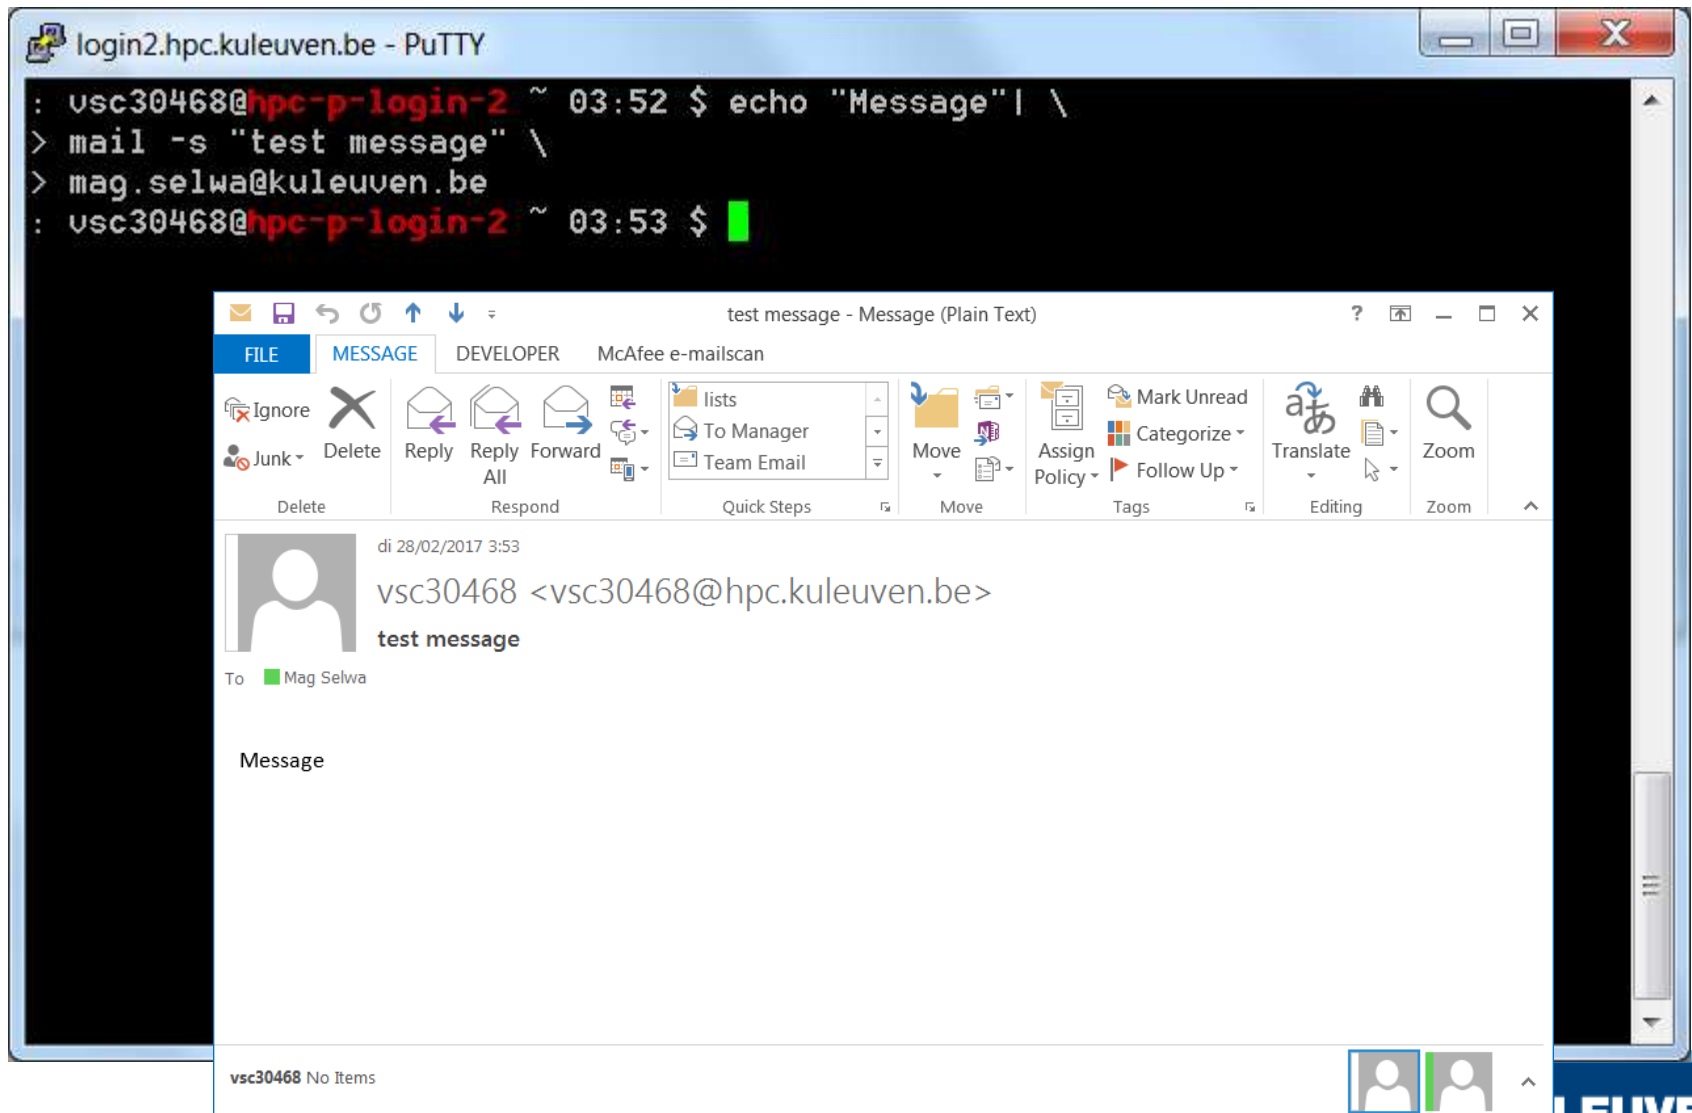 login2.hpc.kuleuven.be - PuTTY
: vsc30468@hpc-p-login-2 ~ 03:52 $ echo "Message"| \
> mail -s "test message" \
> mag.selwa@kuleuven.be
: vsc30468@hpc-p-login-2 ~ 03:53 $
test message - Message (Plain Text)
FILE MESSAGE DEVELOPER McAfee e-mailscan
Ignore
Junk
Delete
Reply
Reply All
Forward
lists
To Manager
Team Email
Move
Assign Policy
Mark Unread
Categorize
Follow Up
Translate
Zoom
Delete Respond Quick Steps Move Tags Editing Zoom
di 28/02/2017 3:53
vsc30468 <vsc30468@hpc.kuleuven.be>
test message
To Mag Selwa
Message
vsc30468 No Items